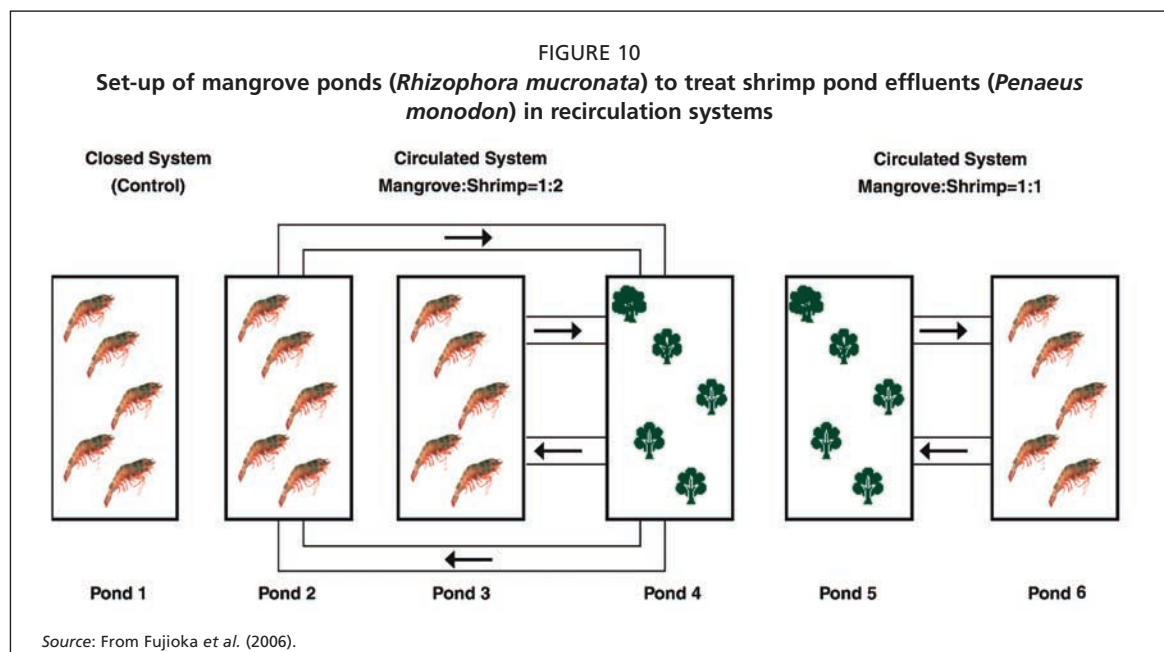 FIGURE 10
Set-up of mangrove ponds (Rhizophora mucronata) to treat shrimp pond effluents (Penaeus
monodon) in recirculation systems
Closed System
(Control)
Circulated System
Mangrove:Shrimp=1:2
Circulated System
Mangrove:Shrimp=1:1
Pond 1
Pond 2
Pond 3
Pond 4
Pond 5
Pond 6
Source: From Fujioka et al. (2006).